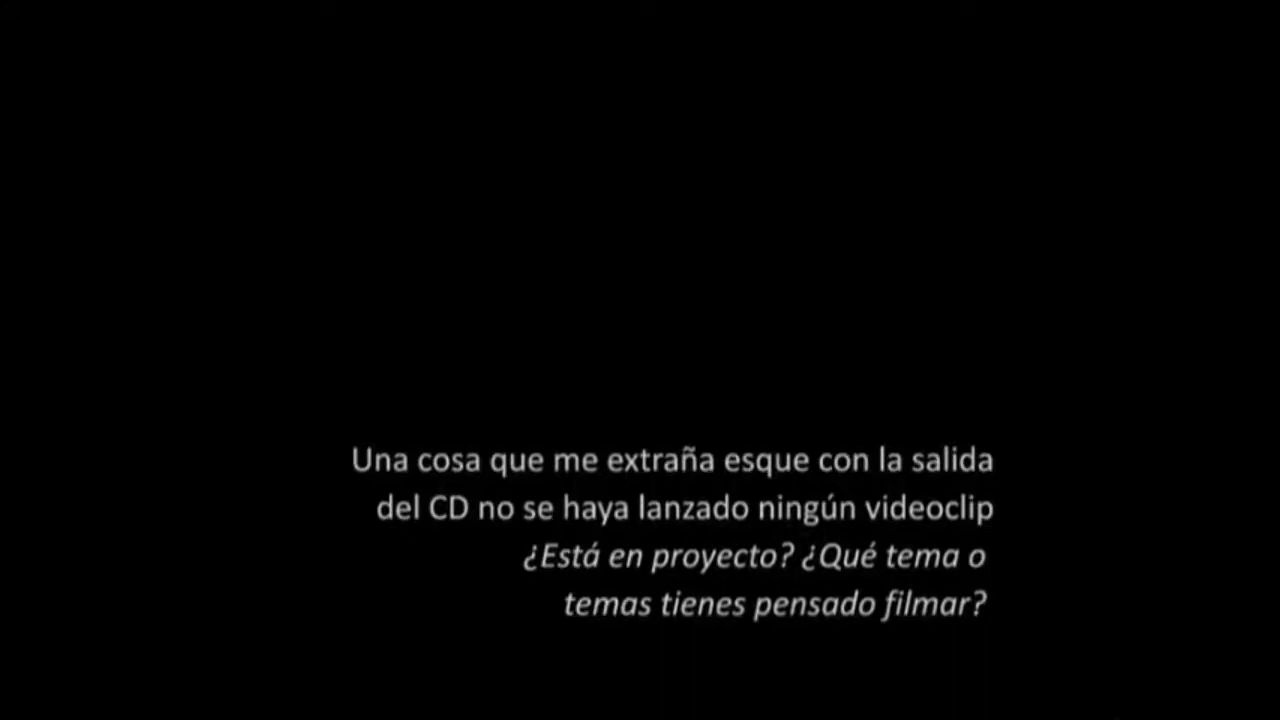 Una cosa que me extraña esque con la salida
del CD no se haya lanzado ningún videoclip
¿Está en proyecto? ¿Qué tema o
temas tienes pensado filmar?